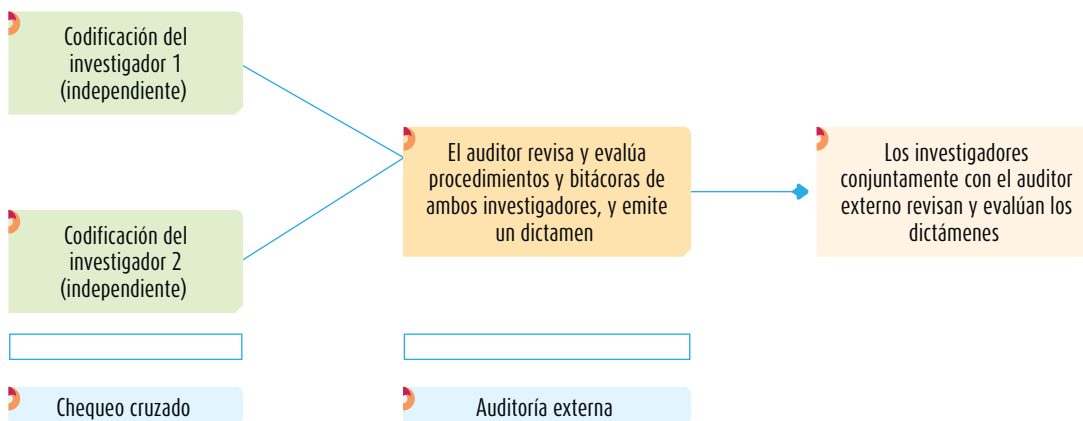 Codificación del
investigador 1
(independiente)
Codificación del
investigador 2
(independiente)
El auditor revisa y evalúa
procedimientos y bitácoras de
ambos investigadores, y emite
un dictamen
Los investigadores
conjuntamente con el auditor
externo revisan y evalúan los
dictámenes
Chequeo cruzado
Auditoría externa